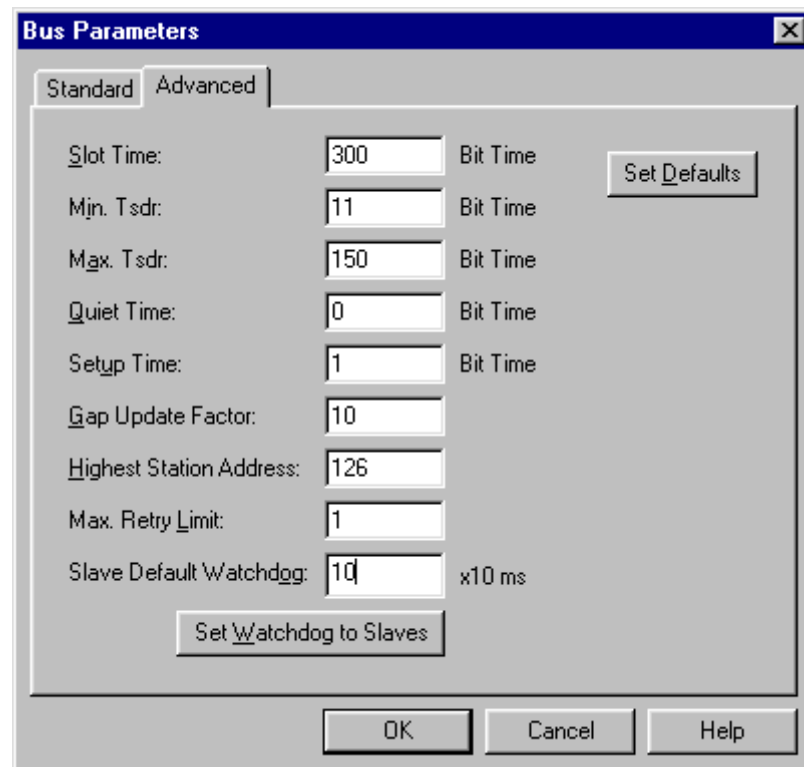 Bus Parameters
Standard Advanced
Slot Time: 300 Bit Time Set Defaults
Min. Tsdr: 11 Bit Time
Max. Tsdr: 150 Bit Time
Quiet Time: 0 Bit Time
Setup Time: 1 Bit Time
Gap Update Factor: 10
Highest Station Address: 126
Max. Retry Limit: 1
Slave Default Watchdog: 10 x10 ms
Set Watchdog to Slaves
OK Cancel Help